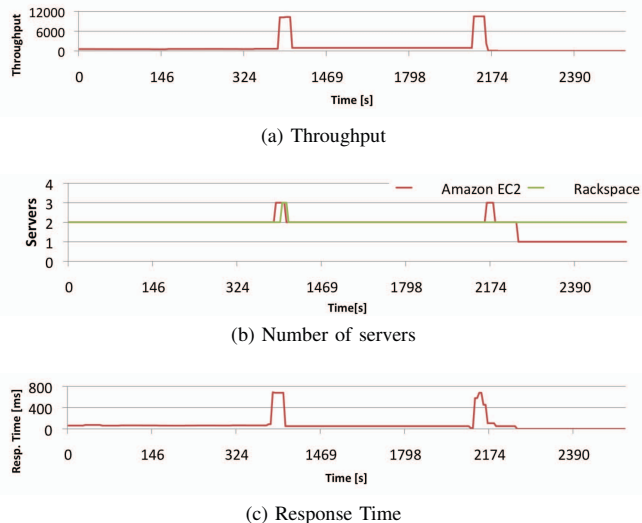 Throughput
12000
6000
0
0 146 324 1469 1798 2174 2390
Time [s]
(a) Throughput
Servers
4
3
2
1
0
Amazon EC2 Rackspace
0 146 324 1469 1798 2174 2390
Time[s]
(b) Number of servers
Resp. Time [ms]
800
400
0
0 146 324 1469 1798 2174 2390
Time [s]
(c) Response Time